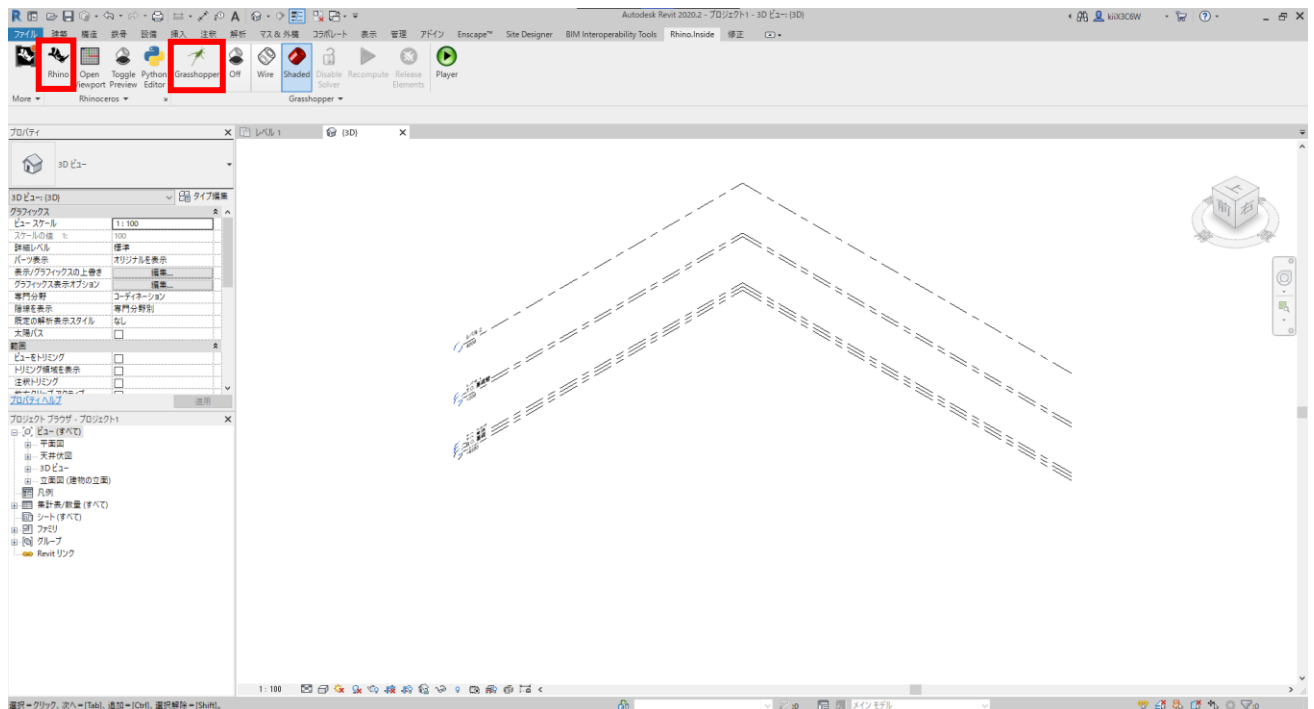 Autodesk Revit 2020.2 - プロジェクト1 - 3D ビュー: {3D}
kiiX3C6W
ファイル 建築 構造 鉄骨 設備 挿入 注釈 解析 マス & 外構 コラボレート 表示 管理 アドイン Enscape™ Site Designer BIM Interoperability Tools Rhino.Inside 修正
Rhino Open Viewport Toggle Preview Python Editor Grasshopper Off Wire Shaded Disable Solver Recompute Release Elements Player
More Rhinoceros Grasshopper
プロパティ
レベル 1 {3D}
3D ビュー
3D ビュー: {3D} タイプ編集
グラフィックス
ビュー スケール 1 : 100
スケールの値 1: 100
詳細レベル 標準
パーツ表示 オリジナルを表示
表示/グラフィックスの上書き 編集...
グラフィックス表示オプション 編集...
専門分野 コーディネーション
隠線を表示 専門分野別
既定の解析表示スタイル なし
太陽パス
範囲
ビューをトリミング
トリミング領域を表示
注釈トリミング
プロパティ ヘルプ 適用
プロジェクト ブラウザ - プロジェクト1
ビュー (すべて)
平面図
天井伏図
3D ビュー
立面図 (建物の立面)
凡例
集計表/数量 (すべて)
シート (すべて)
ファミリ
グループ
Revit リンク
上
前 右
1 : 100
選択 = クリック、次へ = [Tab]、追加 = [Ctrl]、選択解除 = [Shift]。
:0 メイン モデル :0